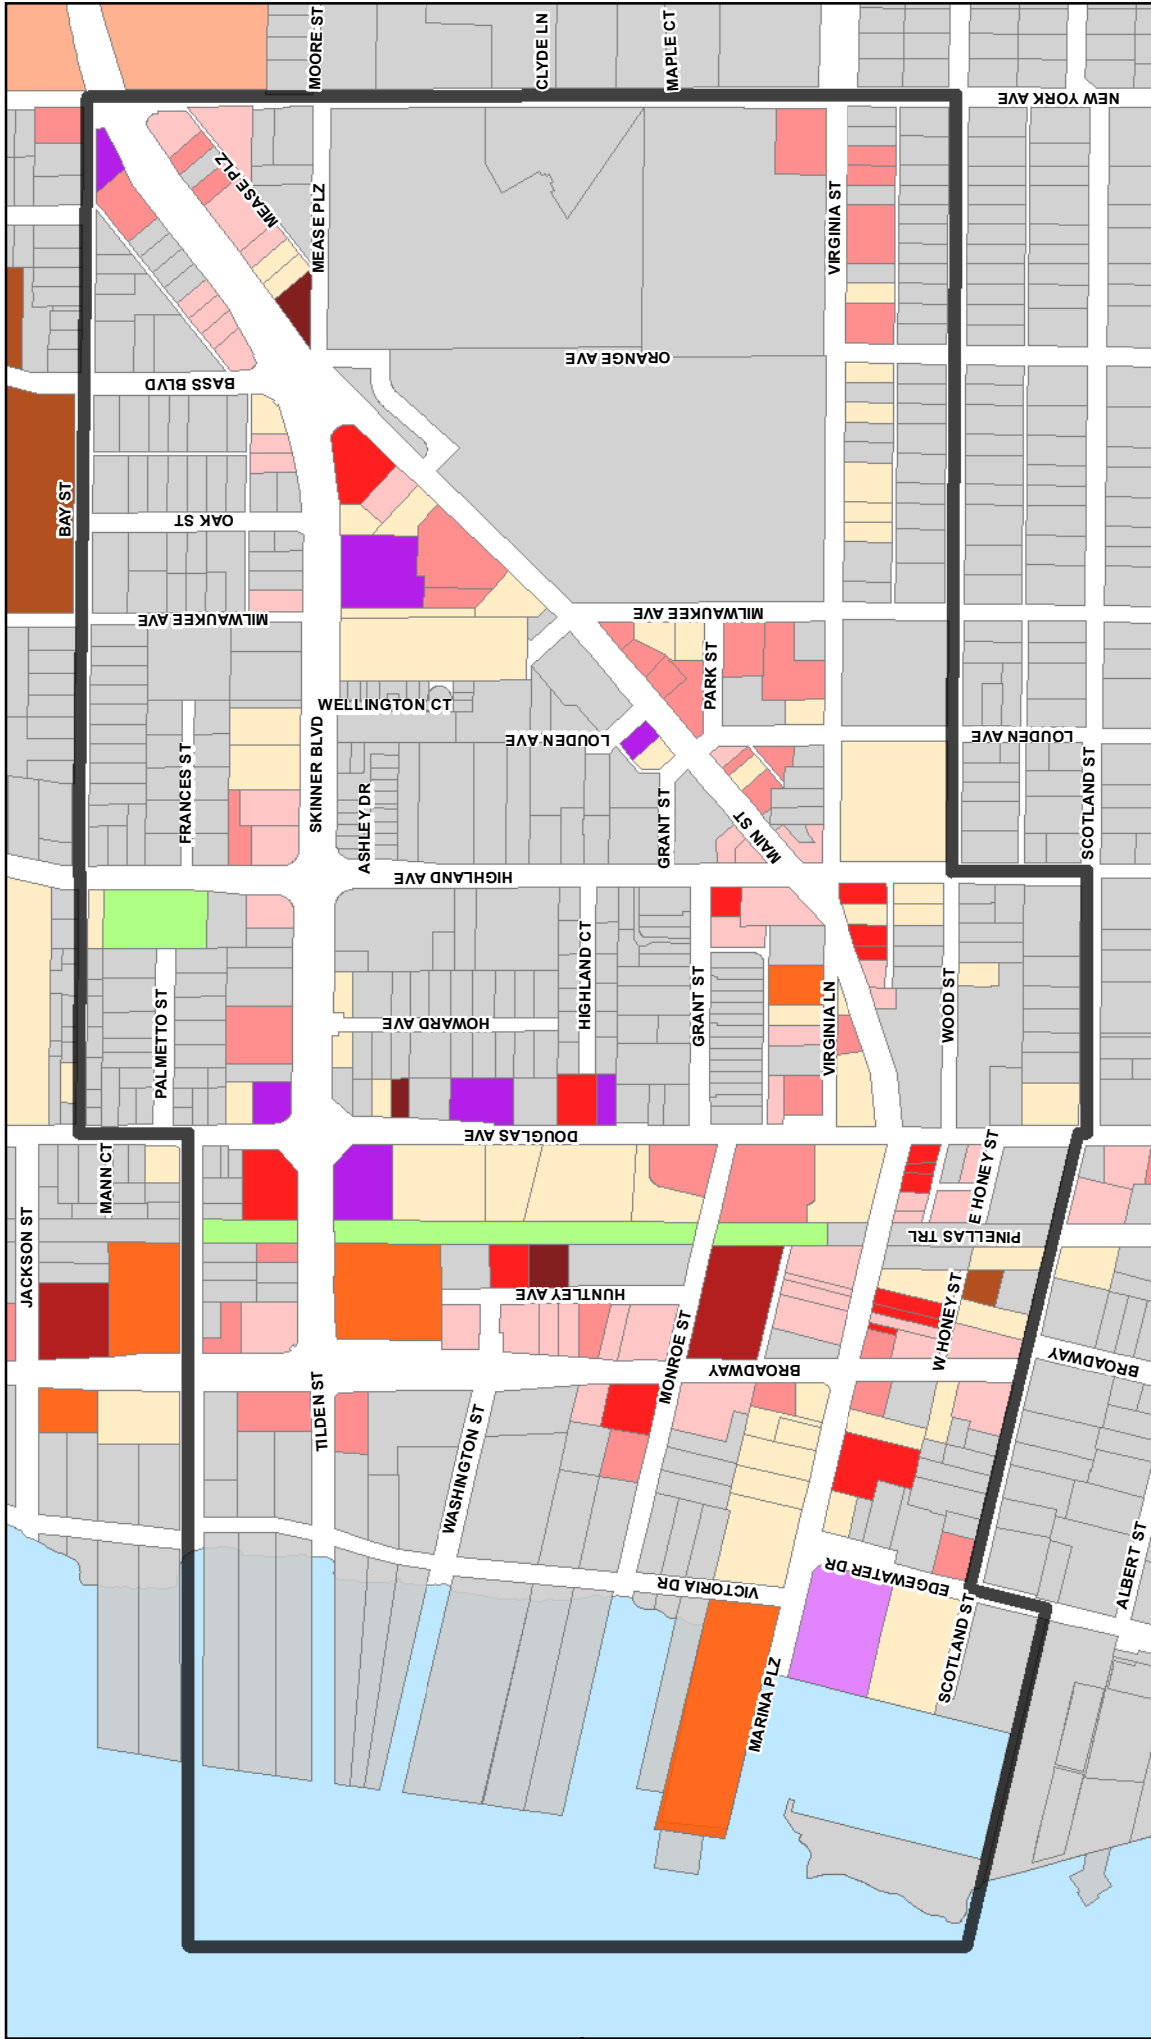 MOORE ST
CLYDE LN
MAPLE CT
NEW YORK AVE
MEASE PLZ
MEASE PLZ
VIRGINIA ST
ORANGE AVE
BASS BLVD
BAY ST
OAK ST
MILWAUKEE AVE
MILWAUKEE AVE
PARK ST
WELLINGTON CT
LOUDEN AVE
LOUDEN AVE
FRANCES ST
SKINNER BLVD
ASHLEY DR
GRANT ST
MAIN ST
SCOTLAND ST
HIGHLAND AVE
HIGHLAND CT
PALMETTO ST
HOWARD AVE
GRANT ST
VIRGINIA LN
WOOD ST
DOUGLAS AVE
MANN CT
E HONEY ST
PINELLAS TRL
JACKSON ST
HUNTLEY AVE
W HONEY ST
MONROE ST
BROADWAY
BROADWAY
TILDEN ST
WASHINGTON ST
VICTORIA DR
EDGEWATER DR
ALBERT ST
SCOTLAND ST
MARINA PLZ